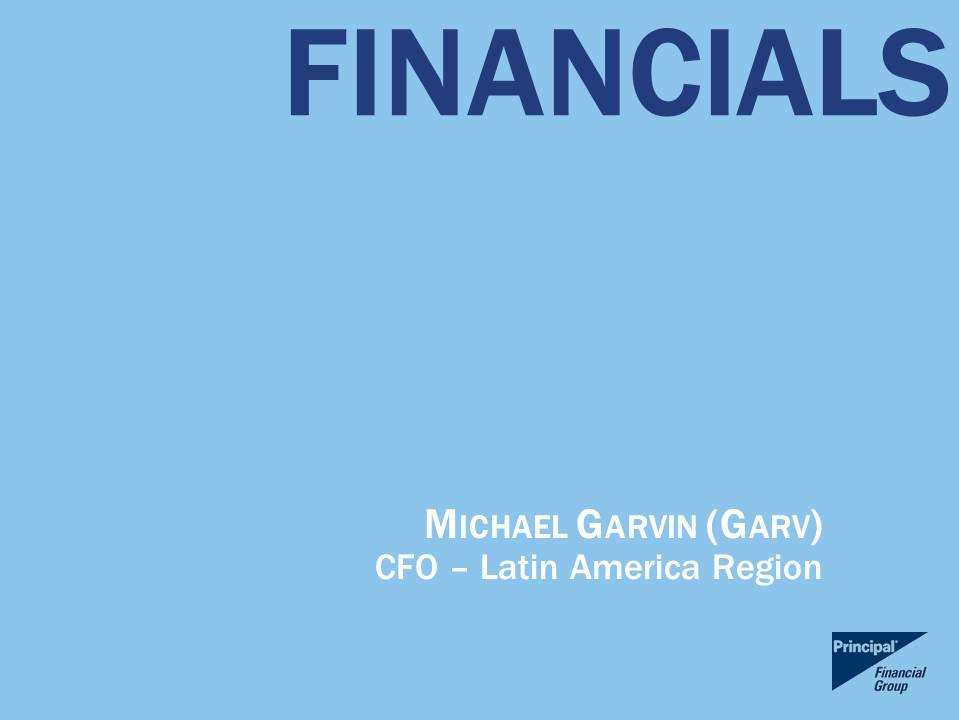 FINANCIALS
MICHAEL GARVIN (GARV)
CFO – Latin America Region
Principal®
Financial
Group